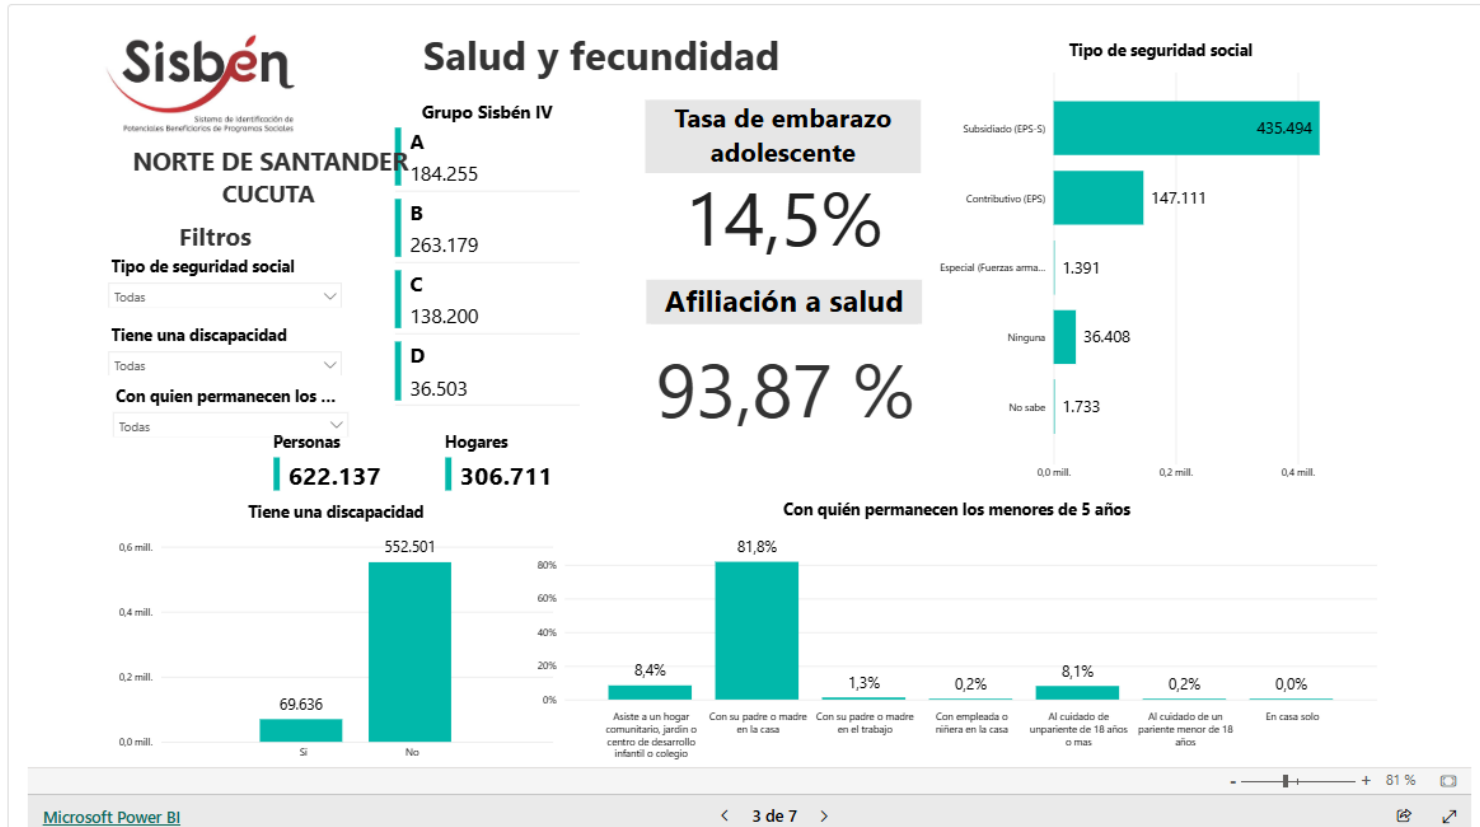 Sisbén
Sistema de Identificación de
Potenciales Beneficiarios de Programas Sociales
NORTE DE SANTANDER
CUCUTA
Filtros
Tipo de seguridad social
Todas
Tiene una discapacidad
Todas
Con quien permanecen los ...
Todas
Salud y fecundidad
Grupo Sisbén IV
A
184.255
B
263.179
C
138.200
D
36.503
Personas
622.137
Hogares
306.711
Tasa de embarazo
adolescente
14,5%
Afiliación a salud
93,87 %
Tipo de seguridad social
Subsidiado (EPS-S)
435.494
Contributivo (EPS)
147.111
Especial (Fuerzas arma...
1.391
Ninguna
36.408
No sabe
1.733
0,0 mill.
0,2 mill.
0,4 mill.
Tiene una discapacidad
0,6 mill.
0,4 mill.
0,2 mill.
0,0 mill.
69.636
552.501
Si
No
Con quién permanecen los menores de 5 años
80%
60%
40%
20%
0%
8,4%
81,8%
1,3%
0,2%
8,1%
0,2%
0,0%
Asiste a un hogar
comunitario, jardin o
centro de desarrollo
infantil o colegio
Con su padre o madre
en la casa
Con su padre o madre
en el trabajo
Con empleada o
niñera en la casa
Al cuidado de
unpariente de 18 años
o mas
Al cuidado de un
pariente menor de 18
años
En casa solo
- + 81 %
Microsoft Power BI
3 de 7